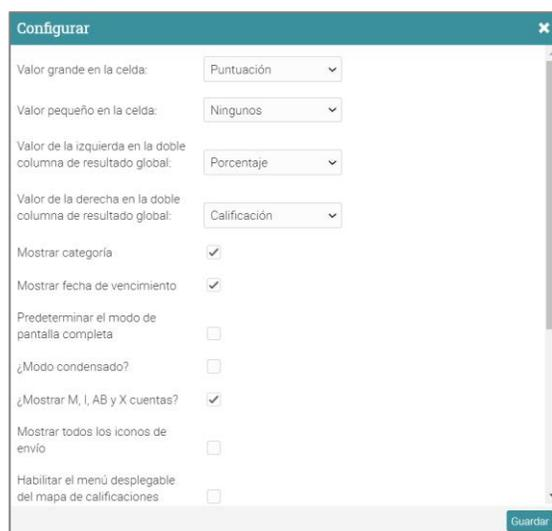 Configurar
Valor grande en la celda:
Puntuación
Valor pequeño en la celda:
Ningunos
Valor de la izquierda en la doble
columna de resultado global:
Porcentaje
Valor de la derecha en la doble
columna de resultado global:
Calificación
Mostrar categoría
Mostrar fecha de vencimiento
Predeterminar el modo de
pantalla completa
¿Modo condensado?
¿Mostrar M, I, AB y X cuentas?
Mostrar todos los iconos de
envío
Habilitar el menú desplegable
del mapa de calificaciones
Guardar